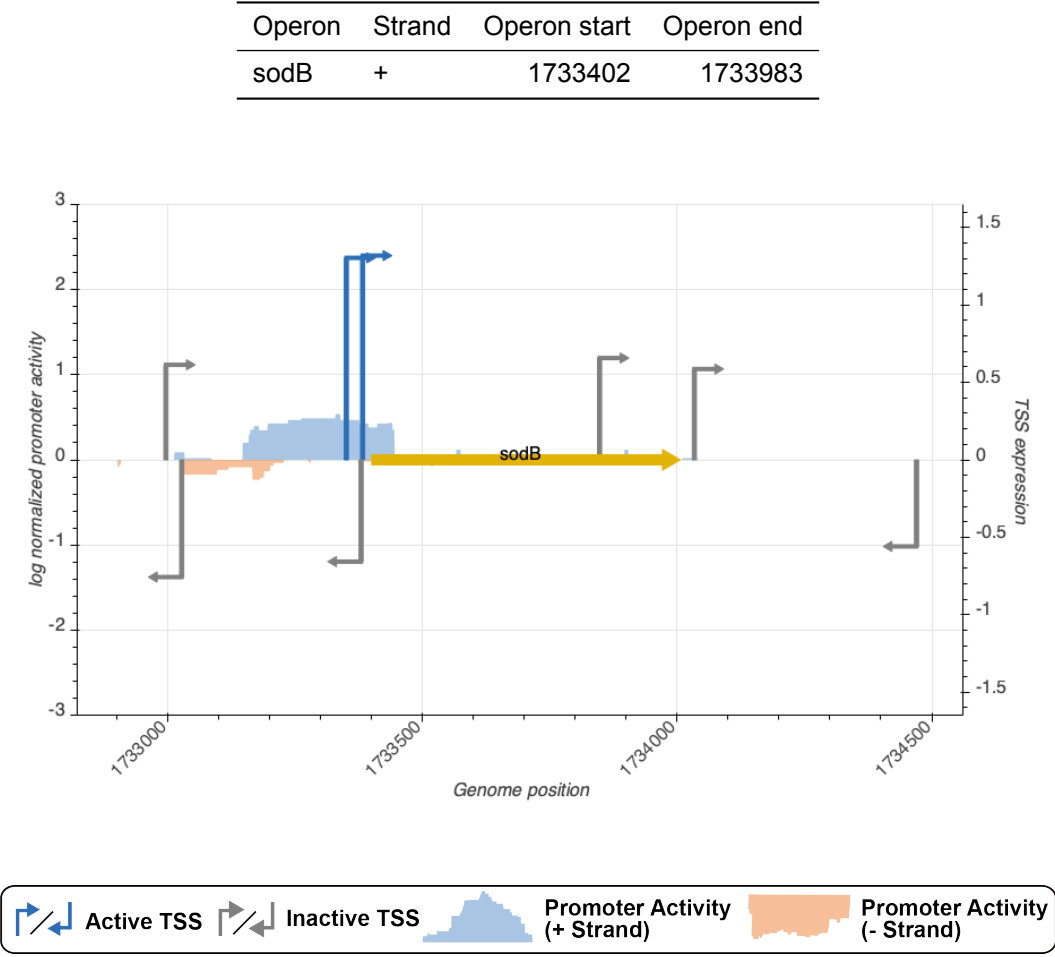 Operon Strand Operon start Operon end
sodB + 1733402 1733983
3
2
1
0
-1
-2
-3
log normalized promoter activity
1.5
1
0.5
0
-0.5
-1
-1.5
TSS expression
sodB
1733000 1733500 1734000 1734500
Genome position
Active TSS
Inactive TSS
Promoter Activity
(+ Strand)
Promoter Activity
(- Strand)